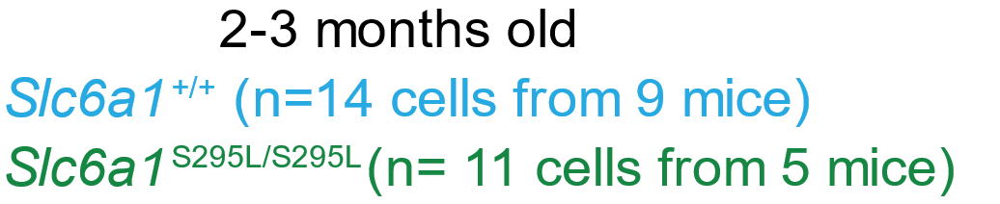 2-3 months old
Slc6a1+/+ (n=14 cells from 9 mice)
Slc6a1S295L/S295L(n= 11 cells from 5 mice)